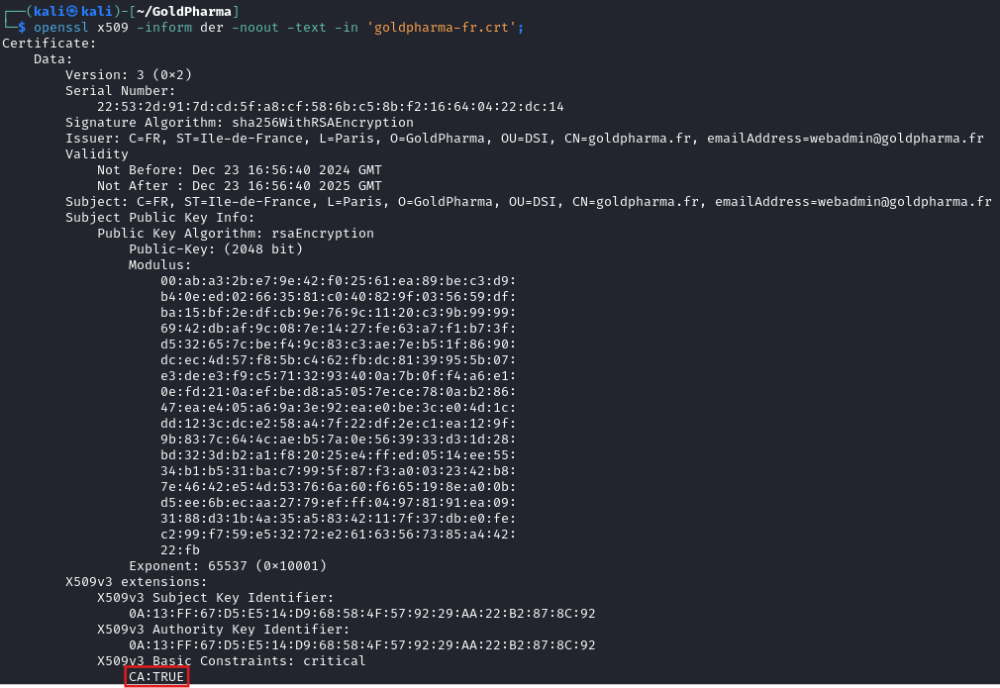 ┌──(kali㉿kali)-[~/GoldPharma]
└─$ openssl x509 -inform der -noout -text -in 'goldpharma-fr.crt';
Certificate:
    Data:
        Version: 3 (0×2)
        Serial Number:
            22:53:2d:91:7d:cd:5f:a8:cf:58:6b:c5:8b:f2:16:64:04:22:dc:14
        Signature Algorithm: sha256WithRSAEncryption
        Issuer: C=FR, ST=Ile-de-France, L=Paris, O=GoldPharma, OU=DSI, CN=goldpharma.fr, emailAddress=webadmin@goldpharma.fr
        Validity
            Not Before: Dec 23 16:56:40 2024 GMT
            Not After : Dec 23 16:56:40 2025 GMT
        Subject: C=FR, ST=Ile-de-France, L=Paris, O=GoldPharma, OU=DSI, CN=goldpharma.fr, emailAddress=webadmin@goldpharma.fr
        Subject Public Key Info:
            Public Key Algorithm: rsaEncryption
                Public-Key: (2048 bit)
                Modulus:
                    00:ab:a3:2b:e7:9e:42:f0:25:61:ea:89:be:c3:d9:
                    b4:0e:ed:02:66:35:81:c0:40:82:9f:03:56:59:df:
                    ba:15:bf:2e:df:cb:9e:76:9c:11:20:c3:9b:99:99:
                    69:42:db:af:9c:08:7e:14:27:fe:63:a7:f1:b7:3f:
                    d5:32:65:7c:be:f4:9c:83:c3:ae:7e:b5:1f:86:90:
                    dc:ec:4d:57:f8:5b:c4:62:fb:dc:81:39:95:5b:07:
                    e3:de:e3:f9:c5:71:32:93:40:0a:7b:0f:f4:a6:e1:
                    0e:fd:21:0a:ef:be:d8:a5:05:7e:ce:78:0a:b2:86:
                    47:ea:e4:05:a6:9a:3e:92:ea:e0:be:3c:e0:4d:1c:
                    dd:12:3c:dc:e2:58:a4:7f:22:df:2e:c1:ea:12:9f:
                    9b:83:7c:64:4c:ae:b5:7a:0e:56:39:33:d3:1d:28:
                    bd:32:3d:b2:a1:f8:20:25:e4:ff:ed:05:14:ee:55:
                    34:b1:b5:31:ba:c7:99:5f:87:f3:a0:03:23:42:b8:
                    7e:46:42:e5:4d:53:76:6a:60:f6:65:19:8e:a0:0b:
                    d5:ee:6b:ec:aa:27:79:ef:ff:04:97:81:91:ea:09:
                    31:88:d3:1b:4a:35:a5:83:42:11:7f:37:db:e0:fe:
                    c2:99:f7:59:e5:32:72:e2:61:63:56:73:85:a4:42:
                    22:fb
                Exponent: 65537 (0×10001)
        X509v3 extensions:
            X509v3 Subject Key Identifier:
                0A:13:FF:67:D5:E5:14:D9:68:58:4F:57:92:29:AA:22:B2:87:8C:92
            X509v3 Authority Key Identifier:
                0A:13:FF:67:D5:E5:14:D9:68:58:4F:57:92:29:AA:22:B2:87:8C:92
            X509v3 Basic Constraints: critical
                CA:TRUE